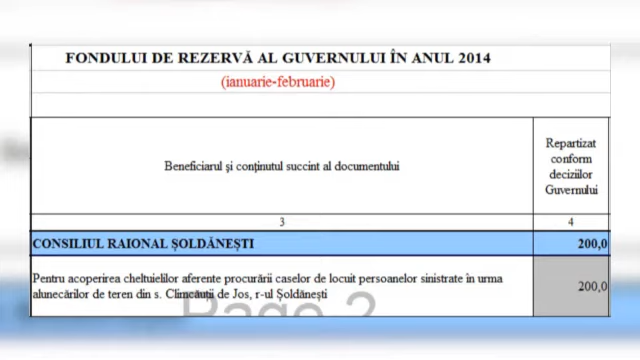 FONDULUI DE REZERVĂ AL GUVERNULUI ÎN ANUL 2014
(ianuarie-februarie)
Beneficiarul şi conţinutul succint al documentului
Repartizat
conform
deciziilor
Guvernului
3
4
CONSILIUL RAIONAL ŞOLDĂNEŞTI
200,0
Pentru acoperirea cheltuielilor aferente procurării caselor de locuit persoanelor sinistrate în urma
alunecărilor de teren din s. Climcăuţii de Jos, r-ul Şoldăneşti
200,0
Page 2